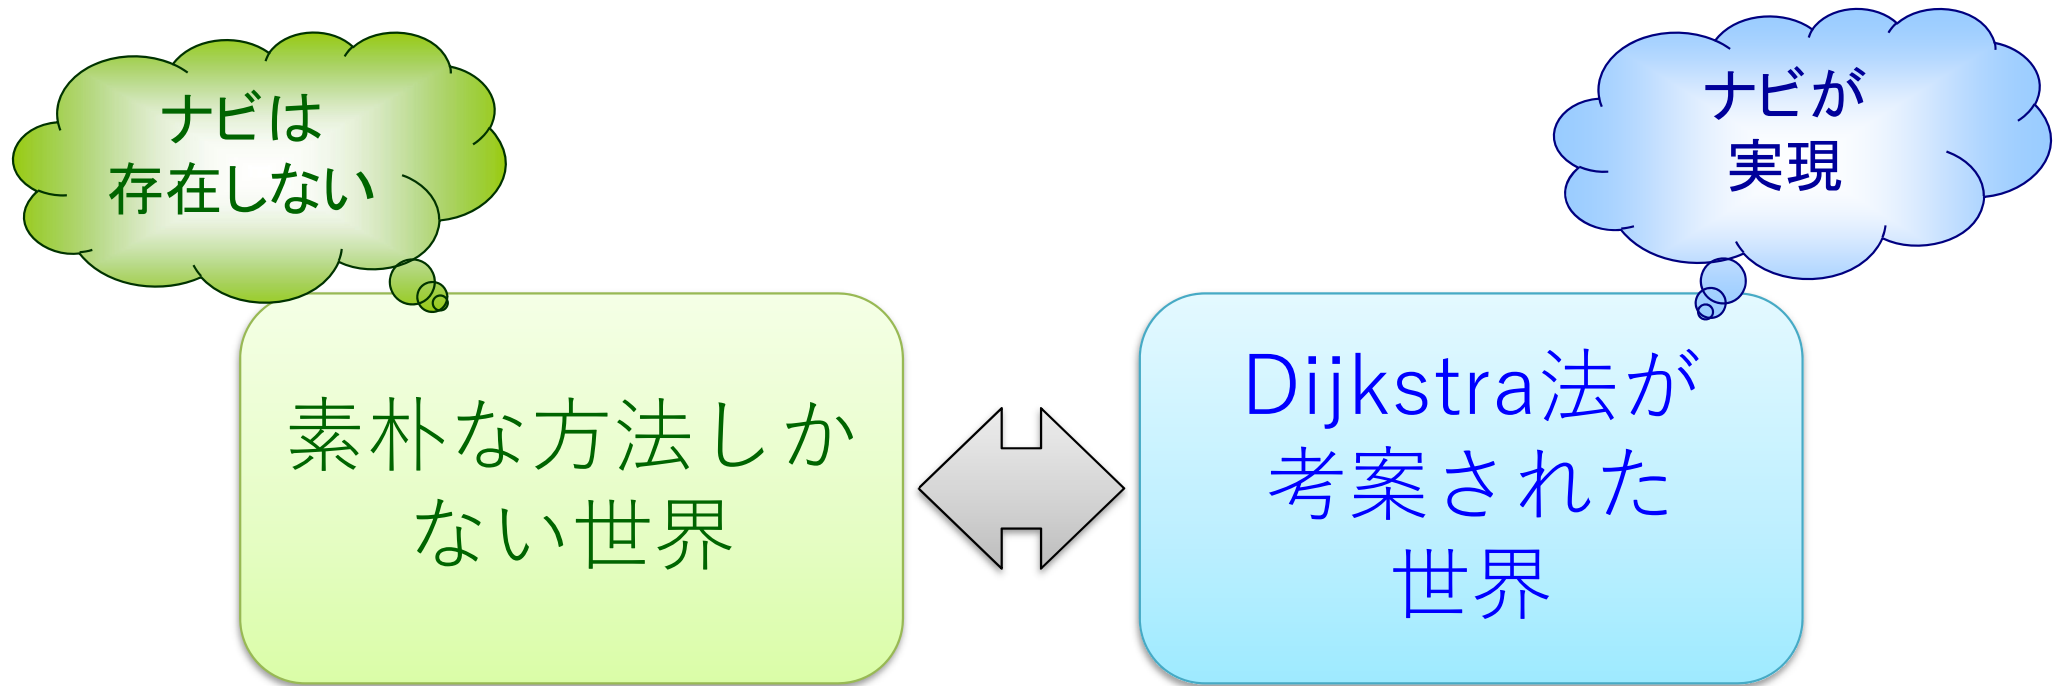 ナビは
存在しない
ナビが
実現
素朴な方法しか
ない世界
Dijkstra法が
考案された
世界